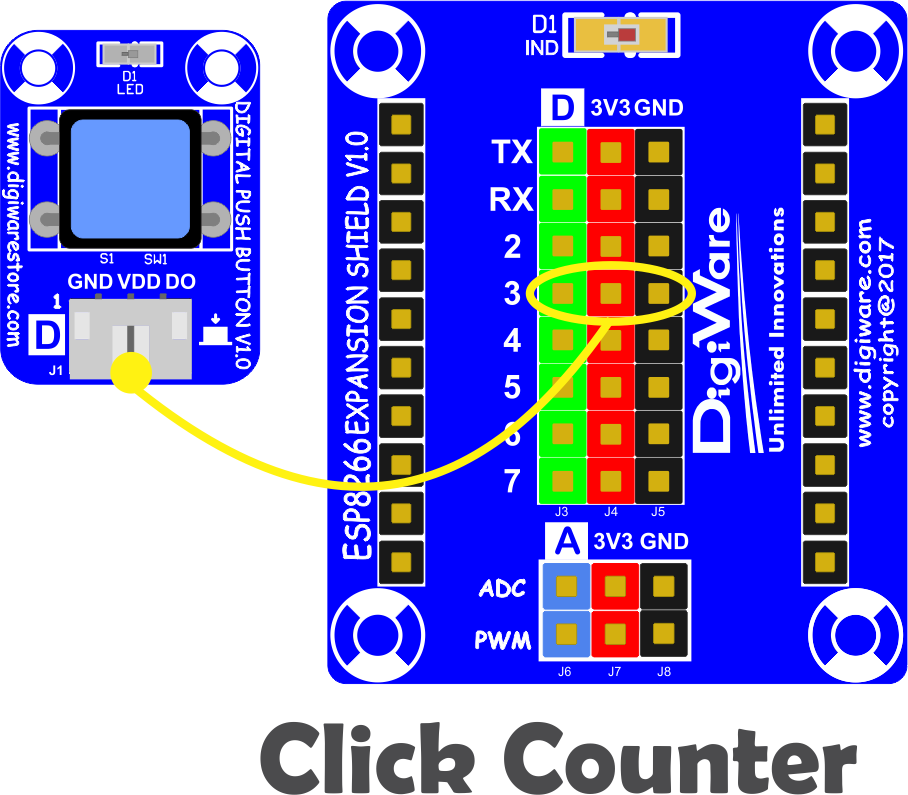 D1
LED
www.digiwarestore.com
DIGITAL PUSH BUTTON V1.0
S1 SW1
GND VDD DO
1
D
J1
D1
IND
D 3V3 GND
TX
RX
2
3
4
5
6
7
J3 J4 J5
ESP8266 EXPANSION SHIELD V1.0
DigiWare
Unlimited Innovations
www.digiware.com
copyright@2017
A 3V3 GND
ADC
PWM
J6 J7 J8
Click Counter